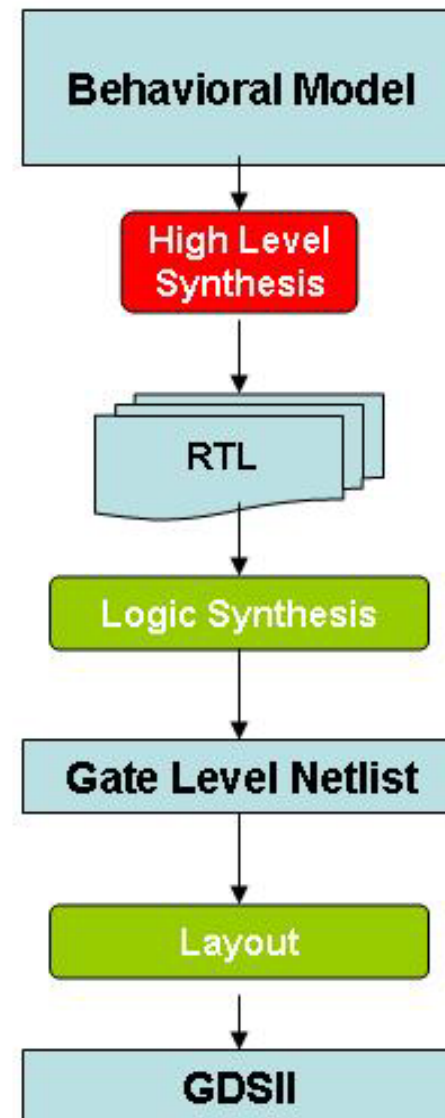 Behavioral Model
High Level
Synthesis
RTL
Logic Synthesis
Gate Level Netlist
Layout
GDSII